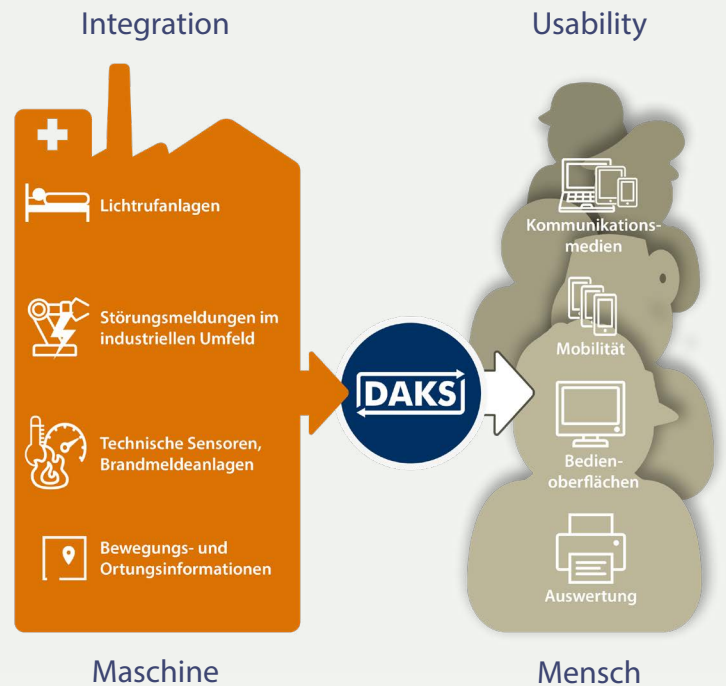 Integration
Usability
Lichtrufanlagen
Störungsmeldungen im
industriellen Umfeld
Technische Sensoren,
Brandmeldeanlagen
Bewegungs- und
Ortungsinformationen
DAKS
Kommunikations-
medien
Mobilität
Bedien-
oberflächen
Auswertung
Maschine
Mensch